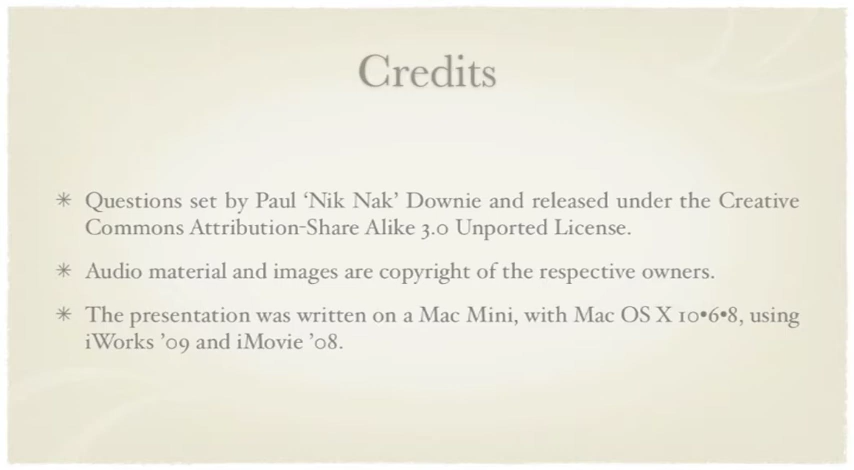 Credits
✳ Questions set by Paul ‘Nik Nak’ Downie and released under the Creative
Commons Attribution-Share Alike 3.0 Unported License.
✳ Audio material and images are copyright of the respective owners.
✳ The presentation was written on a Mac Mini, with Mac OS X 10•6•8, using
iWorks ’09 and iMovie ’08.